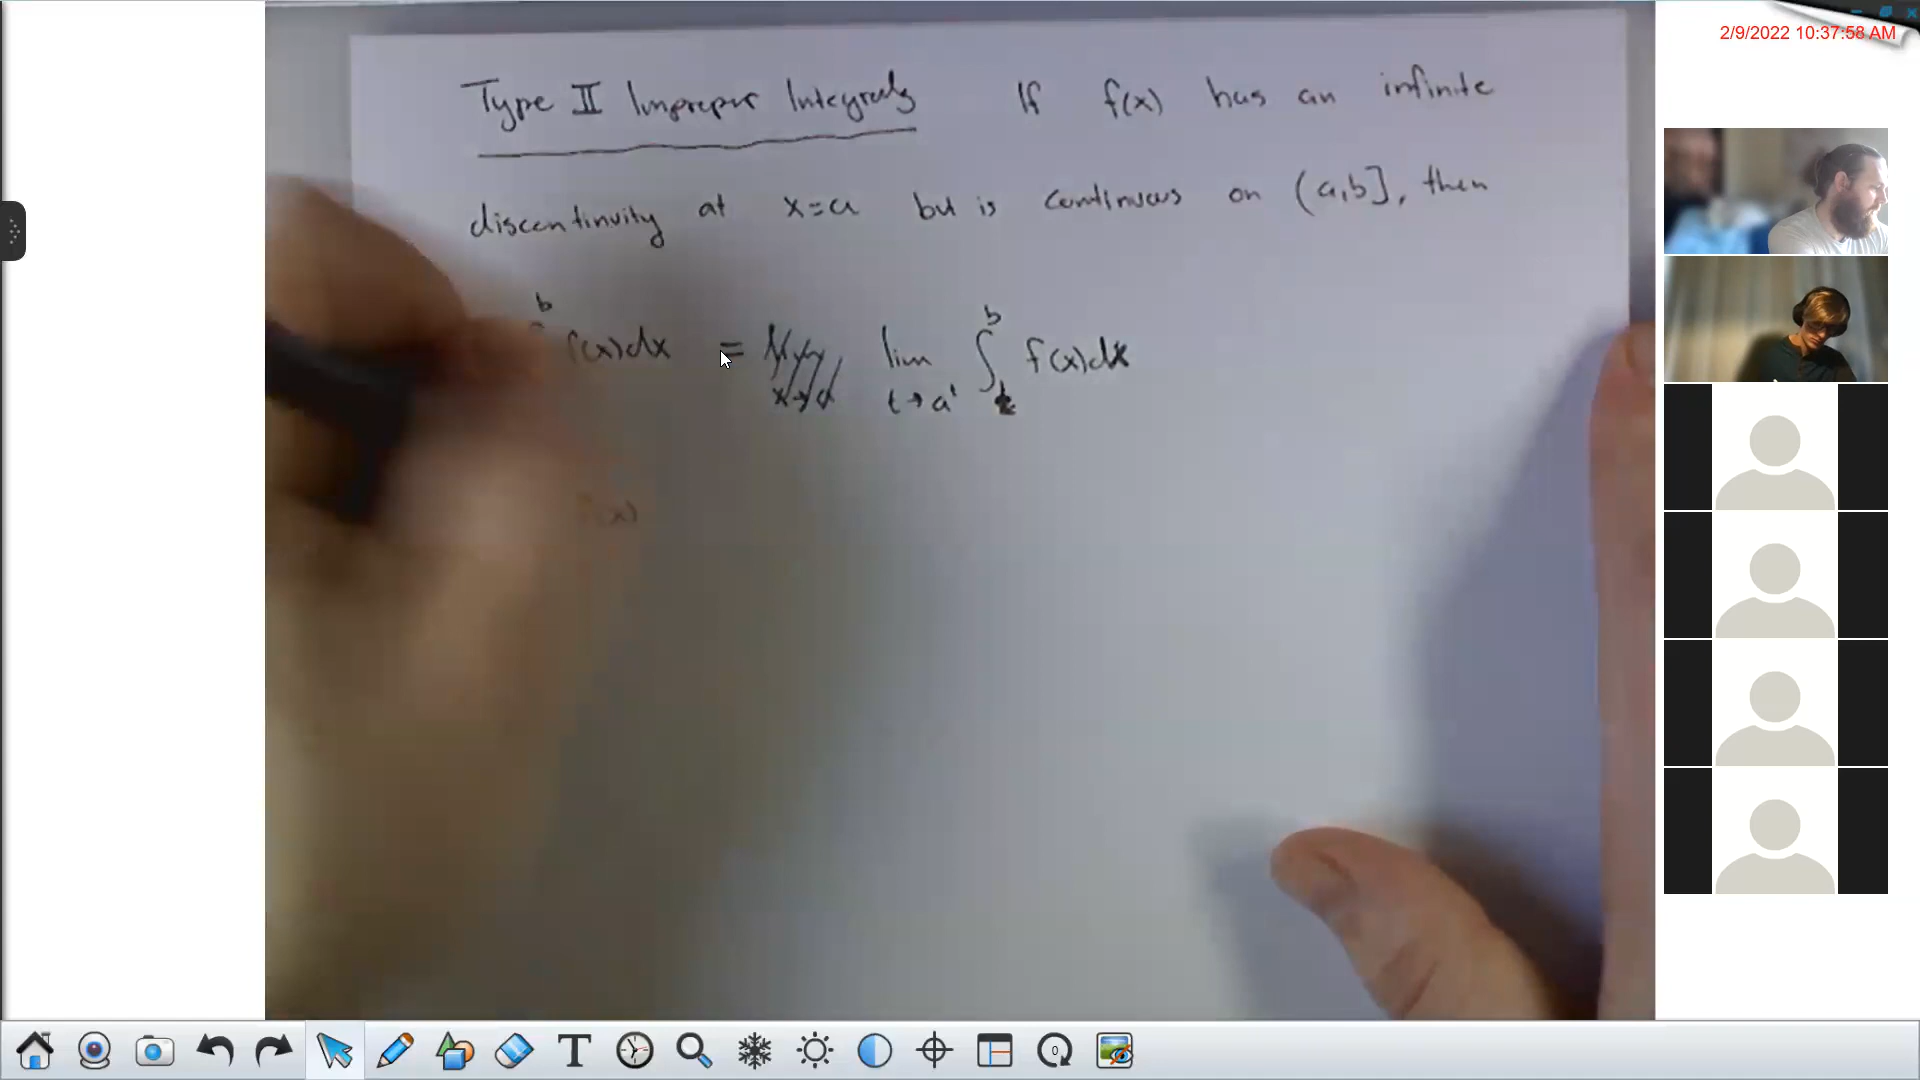 2/9/2022 10:37:58 AM
Type II Improper Integrals If f(x) has an infinite
discontinuity at x=a but is continuous on (a,b], then
b f(x)dx = lim t→a⁺ ∫ b t f(x)dx
f(x)
T
0